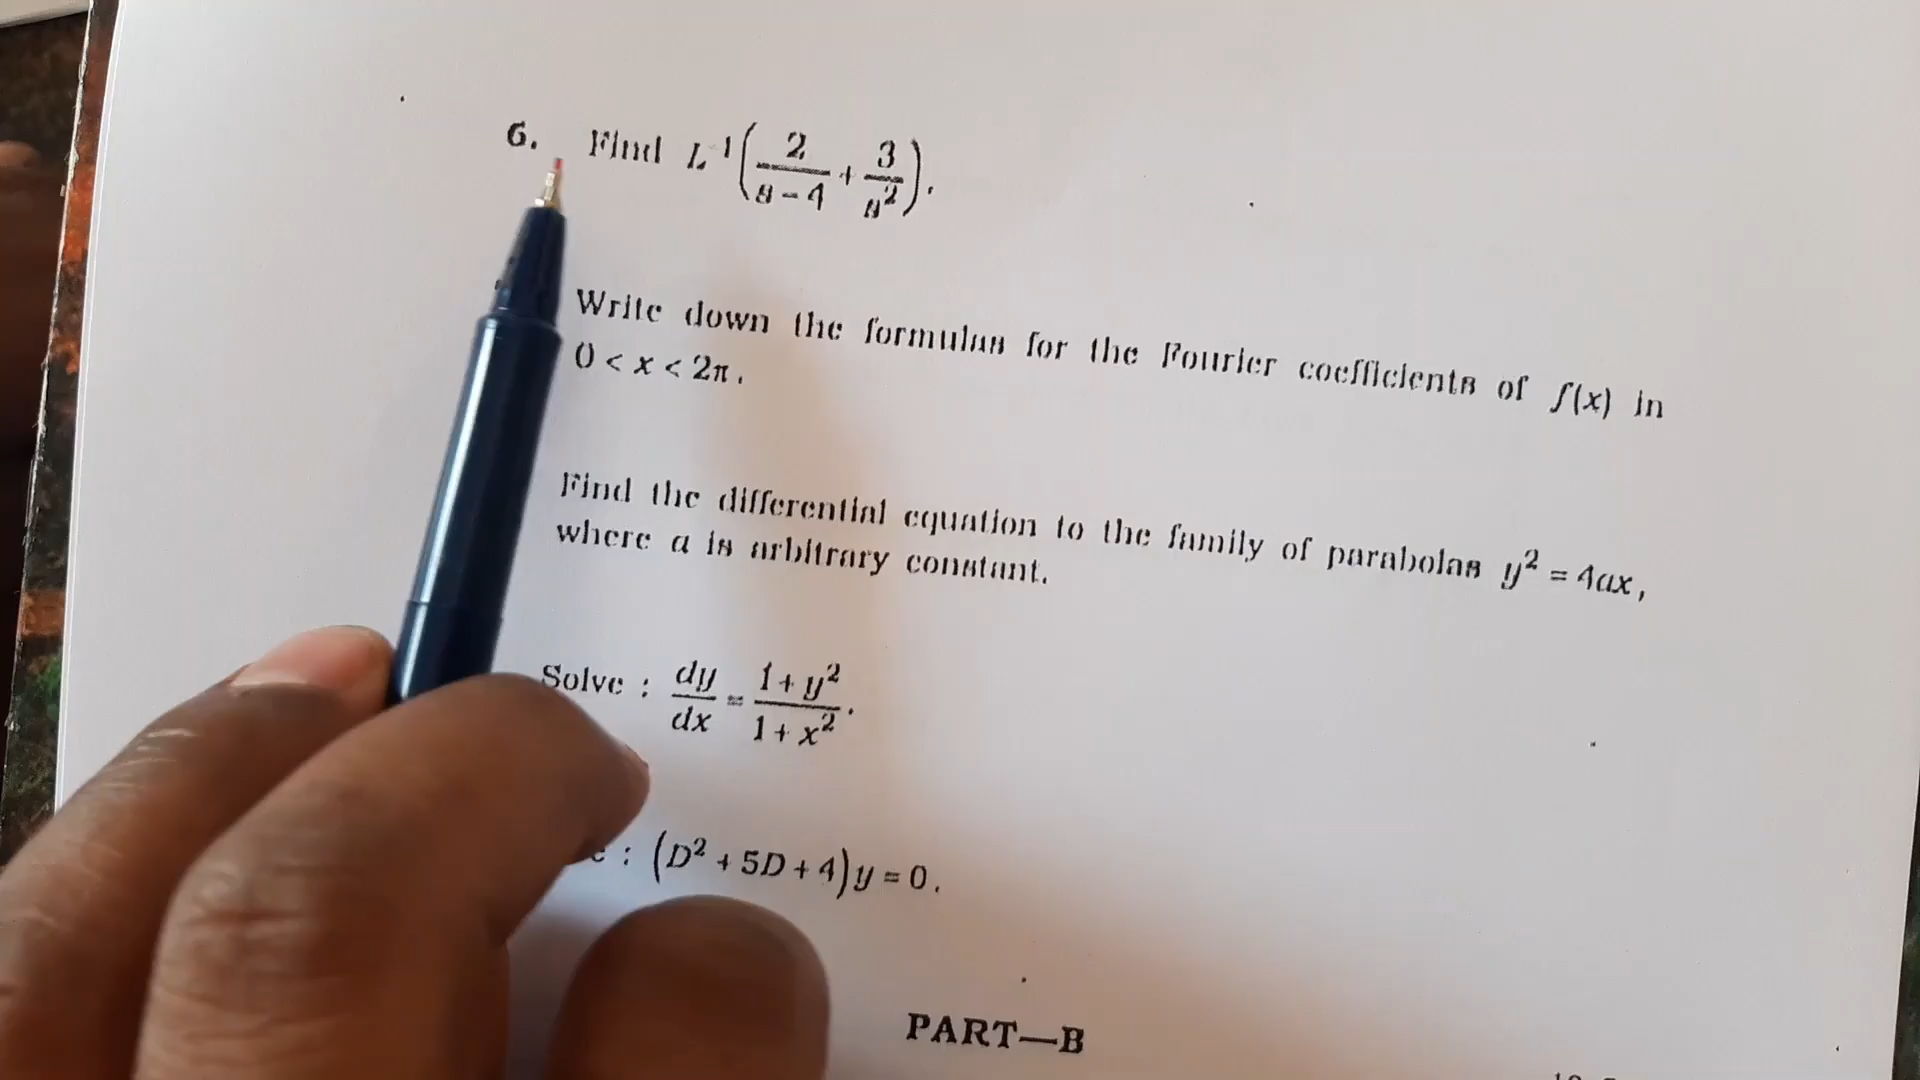 6. Find L⁻¹(2/(s-4) + 3/s²).
Write down the formulas for the Fourier coefficients of f(x) in
0 < x < 2π.
Find the differential equation to the family of parabolas y² = 4ax,
where a is arbitrary constant.
Solve : dy/dx = (1+y²)/(1+x²).
: (D² + 5D + 4)y = 0.
PART—B